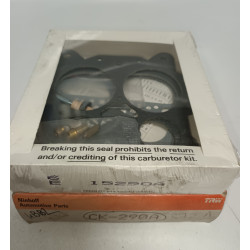 Breaking this seal prohibits the return
and/or crediting of this carburetor kit.
15290A
Niehoff
Automotive Parts
TRW
CK-290A